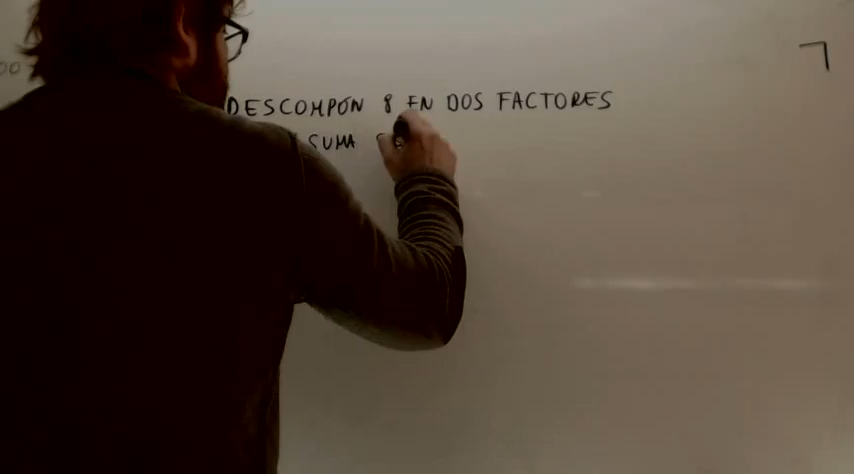 DESCOMPÓN 8 EN DOS FACTORES
SUMA